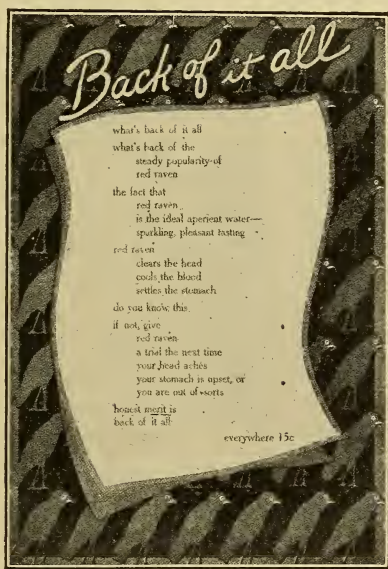 Back of it all
what's back of it all
what's back of the
steady popularity of
red raven
the fact that
red raven
is the ideal aperient water—
sparkling, pleasant tasting
red raven
clears the head
cools the blood
settles the stomach
do you know this
if not, give
red raven
a trial the next time
your head aches
your stomach is upset, or
you are out of sorts
honest merit is
back of it all
everywhere 15c